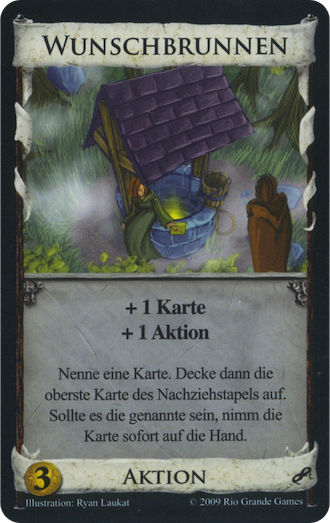 WUNSCHBRUNNEN
+ 1 Karte
+ 1 Aktion
Nenne eine Karte. Decke dann die
oberste Karte des Nachziehstapels auf.
Sollte es die genannte sein, nimm die
Karte sofort auf die Hand.
3
AKTION
Illustration: Ryan Laukat
© 2009 Rio Grande Games